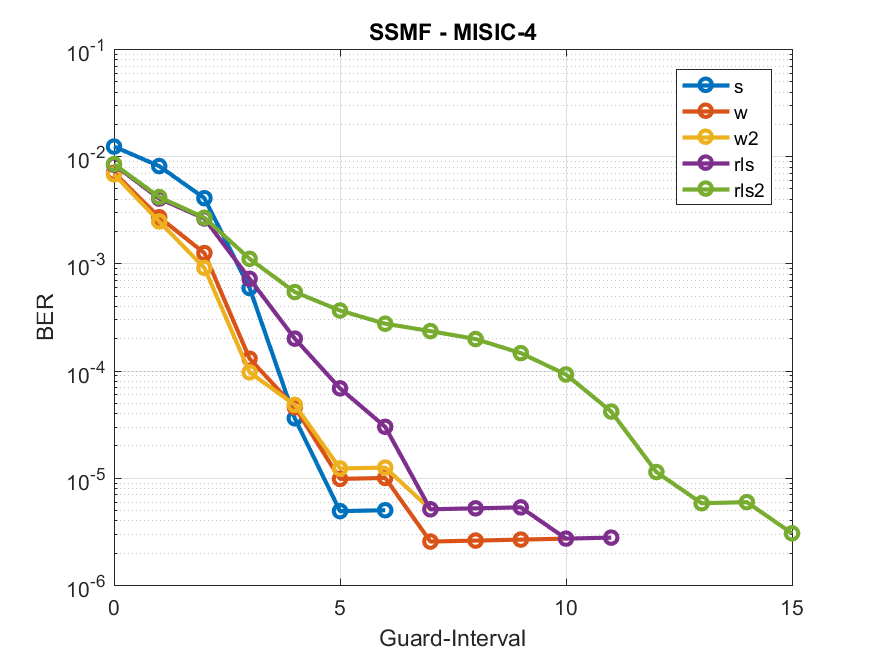 SSMF - MISIC-4
10-1
10-2
10-3
10-4
10-5
10-6
BER
0
5
10
15
Guard-Interval
s
w
w2
rls
rls2